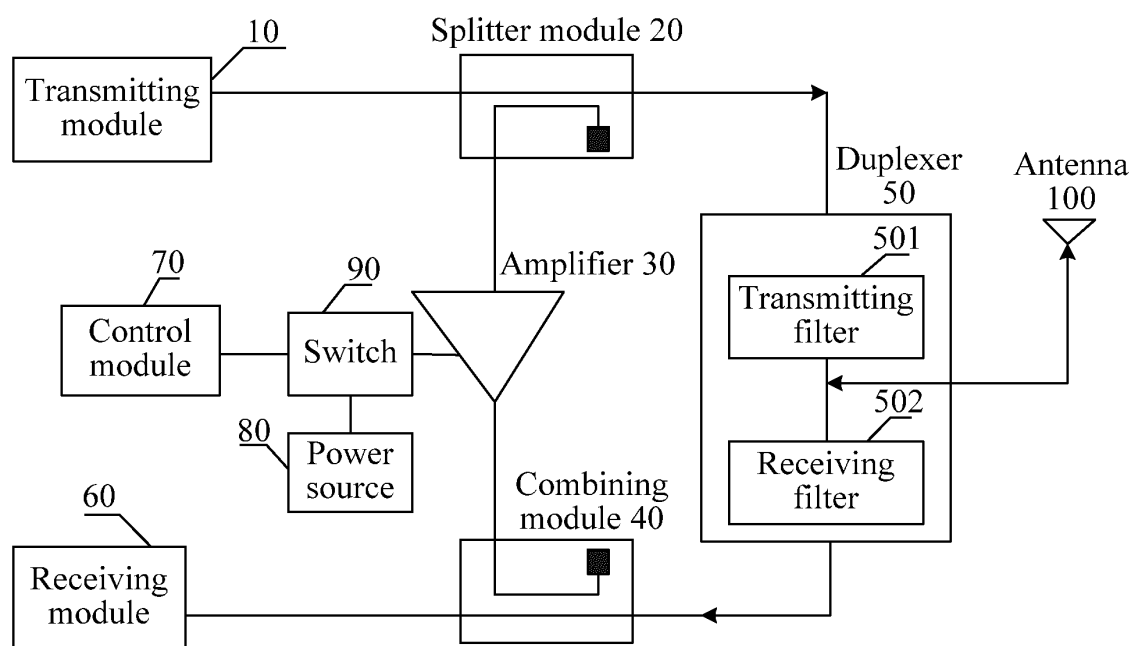 10
Splitter module 20
Transmitting
module
Duplexer
50
Antenna
100
70
90
Amplifier 30
501
Control
module
Switch
Transmitting
filter
502
80
Power
source
Receiving
filter
60
Combining
module 40
Receiving
module